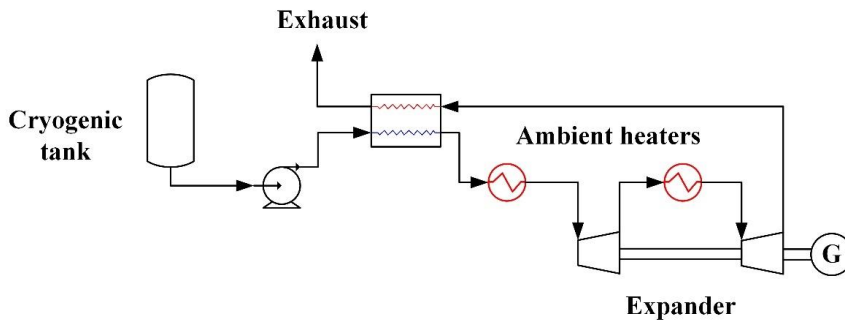 Exhaust
Cryogenic
tank
Ambient heaters
G
Expander